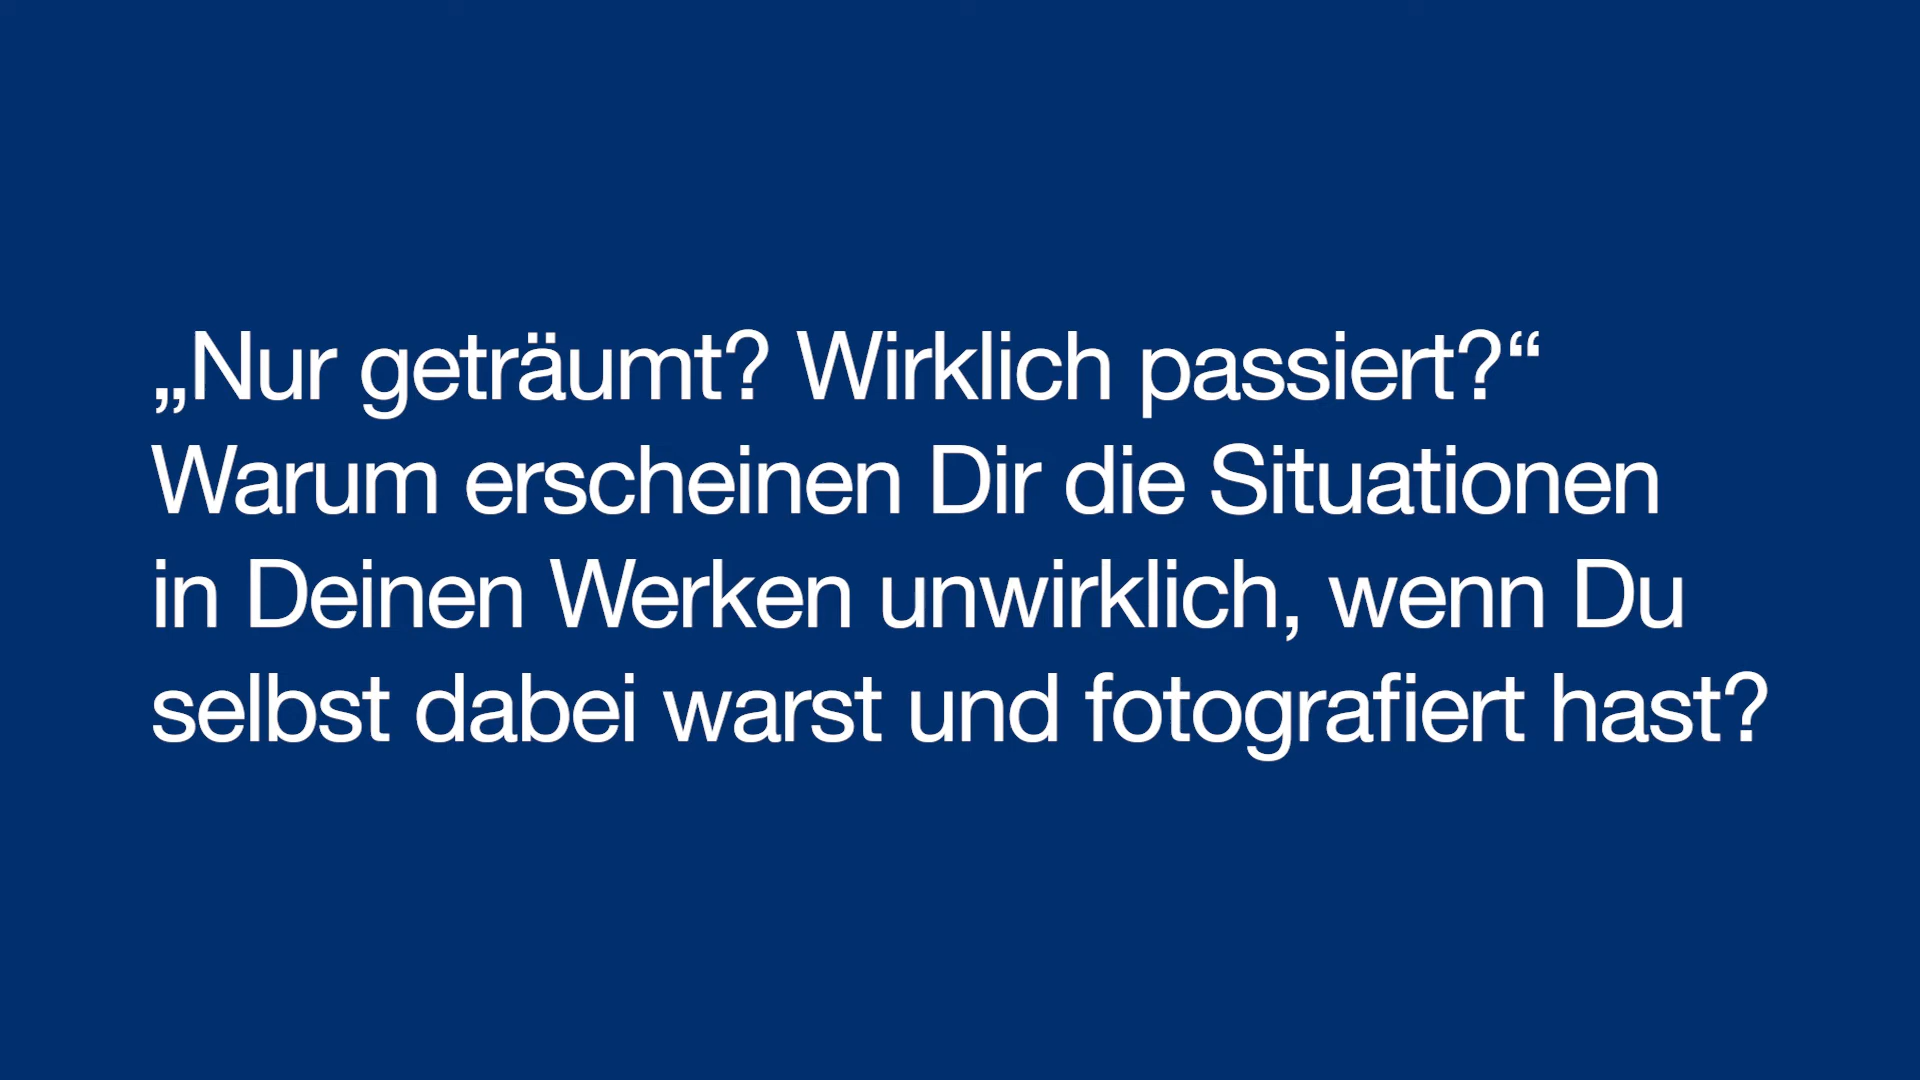 „Nur geträumt? Wirklich passiert?“
Warum erscheinen Dir die Situationen
in Deinen Werken unwirklich, wenn Du
selbst dabei warst und fotografiert hast?